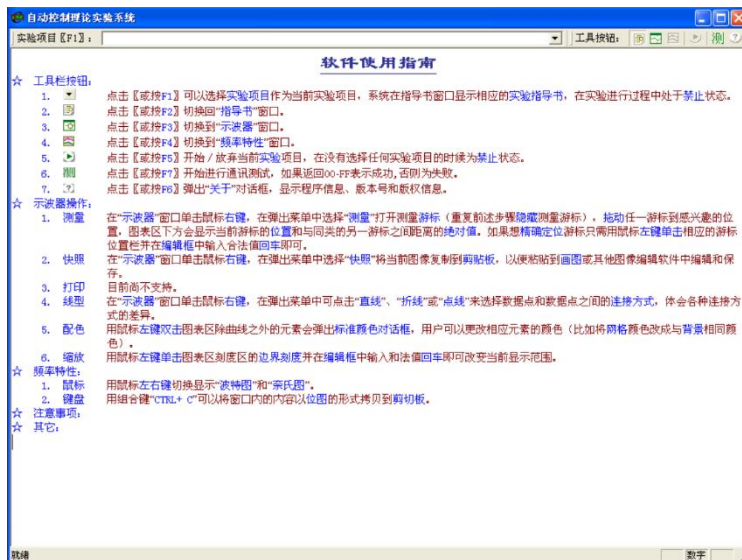 自动控制理论实验系统
实验项目〖F1〗： 工具按钮： 测
软件使用指南
☆ 工具栏按钮：
1. 点击〖或按F1〗可以选择实验项目作为当前实验项目，系统在指导书窗口显示相应的实验指导书，在实验进行过程中处于禁止状态。
2. 点击〖或按F2〗切换回“指导书”窗口。
3. 点击〖或按F3〗切换到“示波器”窗口。
4. 点击〖或按F4〗切换到“频率特性”窗口。
5. 点击〖或按F5〗开始／放弃当前实验项目，在没有选择任何实验项目的时候为禁止状态。
6. 测 点击〖或按F7〗开始进行通讯测试，如果返回00-FF表示成功,否则为失败。
7. 点击〖或按F6〗弹出“关于”对话框，显示程序信息、版本号和版权信息。
☆ 示波器操作：
1. 测量 在“示波器”窗口单击鼠标右键，在弹出菜单中选择“测量”打开测量游标（重复前述步骤隐藏测量游标），拖动任一游标到感兴趣的位
置，图表区下方会显示当前游标的位置和与同类的另一游标之间距离的绝对值。如果想精确定位游标只需用鼠标左键单击相应的游标
位置栏并在编辑框中输入合法值回车即可。
2. 快照 在“示波器”窗口单击鼠标右键，在弹出菜单中选择“快照”将当前图像复制到剪贴板，以便粘贴到画图或其他图像编辑软件中编辑和保
存。
3. 打印 目前尚不支持。
4. 线型 在“示波器”窗口单击鼠标右键，在弹出菜单中可点击“直线”、“折线”或“点线”来选择数据点和数据点之间的连接方式，体会各种连接方
式的差异。
5. 配色 用鼠标左键双击图表区除曲线之外的元素会弹出标准颜色对话框，用户可以更改相应元素的颜色（比如将网格颜色改成与背景相同颜
色）。
6. 缩放 用鼠标左键单击图表区刻度区的边界刻度并在编辑框中输入和法值回车即可改变当前显示范围。
☆ 频率特性：
1. 鼠标 用鼠标左右键切换显示“波特图”和“奈氏图”。
2. 键盘 用组合键“CTRL+ C”可以将窗口内的内容以位图的形式拷贝到剪切板。
☆ 注意事项：
☆ 其它：
就绪 数字